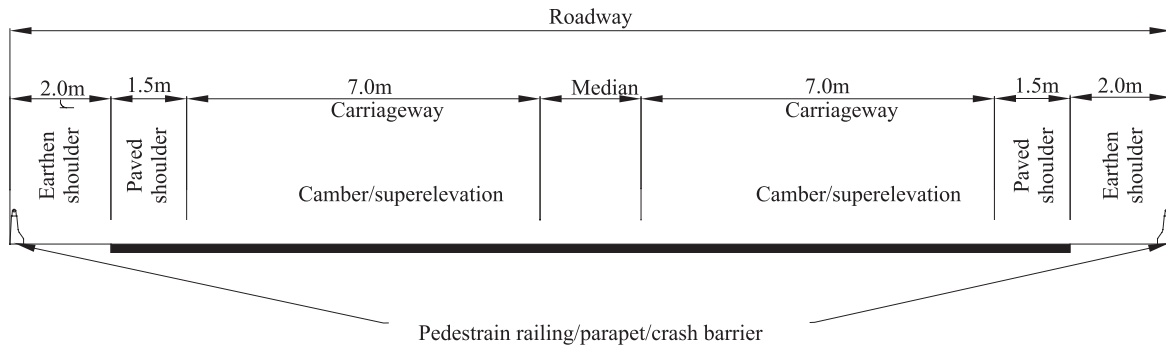 Roadway
2.0m 1.5m 7.0m Median 7.0m 1.5m 2.0m
Carriageway Carriageway
Earthen
shoulder
Paved
shoulder
Paved
shoulder
Earthen
shoulder
Camber/superelevation Camber/superelevation
Pedestrain railing/parapet/crash barrier